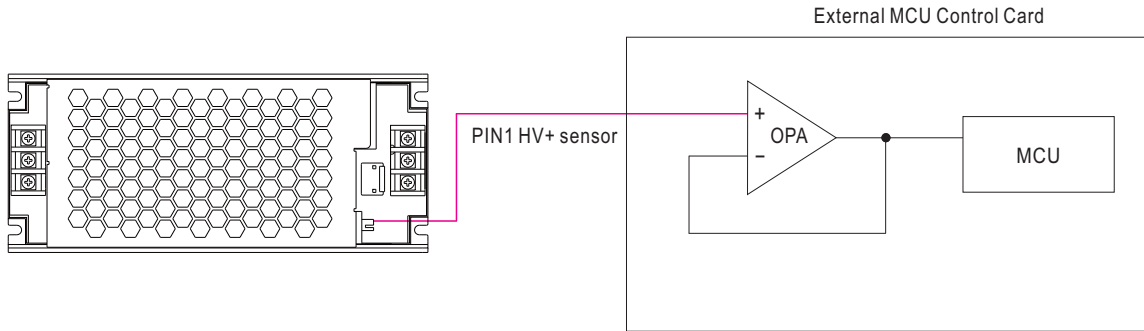 External MCU Control Card
PIN1 HV+ sensor
+
OPA
−
MCU